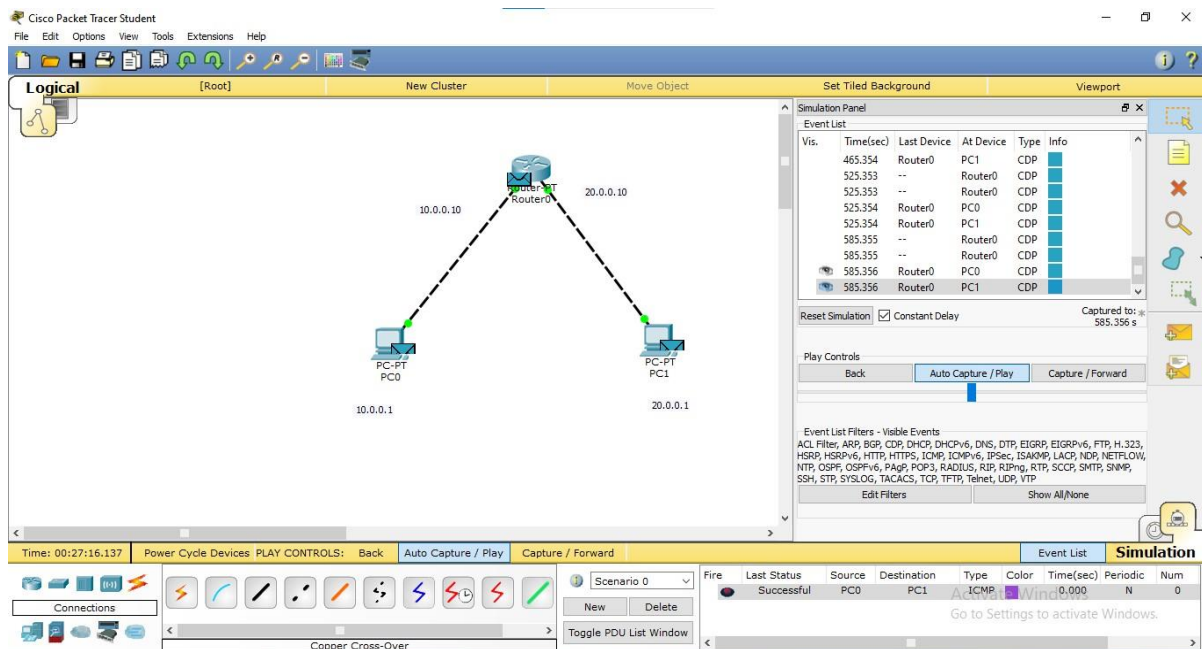 Cisco Packet Tracer Student
File Edit Options View Tools Extensions Help
Logical [Root] New Cluster Move Object Set Tiled Background Viewport
Router-PT
Router0
10.0.0.10
20.0.0.10
PC-PT
PC0
10.0.0.1
PC-PT
PC1
20.0.0.1
Simulation Panel
Event List
Vis. Time(sec) Last Device At Device Type Info
465.354 Router0 PC1 CDP
525.353 -- Router0 CDP
525.353 -- Router0 CDP
525.354 Router0 PC0 CDP
525.354 Router0 PC1 CDP
585.355 -- Router0 CDP
585.355 -- Router0 CDP
585.356 Router0 PC0 CDP
585.356 Router0 PC1 CDP
Reset Simulation Constant Delay Captured to: *
585.356 s
Play Controls
Back Auto Capture / Play Capture / Forward
Event List Filters - Visible Events
ACL Filter, ARP, BGP, CDP, DHCP, DHCPv6, DNS, DTP, EIGRP, EIGRPv6, FTP, H.323,
HSRP, HSRPv6, HTTP, HTTPS, ICMP, ICMPv6, IPSec, ISAKMP, LACP, NDP, NETFLOW,
NTP, OSPF, OSPFv6, PAgP, POP3, RADIUS, RIP, RIPng, RTP, SCCP, SMTP, SNMP,
SSH, STP, SYSLOG, TACACS, TCP, TFTP, Telnet, UDP, VTP
Edit Filters Show All/None
Time: 00:27:16.137 Power Cycle Devices PLAY CONTROLS: Back Auto Capture / Play Capture / Forward Event List Simulation
Connections
Copper Cross-Over
Scenario 0
New Delete
Toggle PDU List Window
Fire Last Status Source Destination Type Color Time(sec) Periodic Num
Successful PC0 PC1 ICMP 0.000 N 0
Activate Windows
Go to Settings to activate Windows.